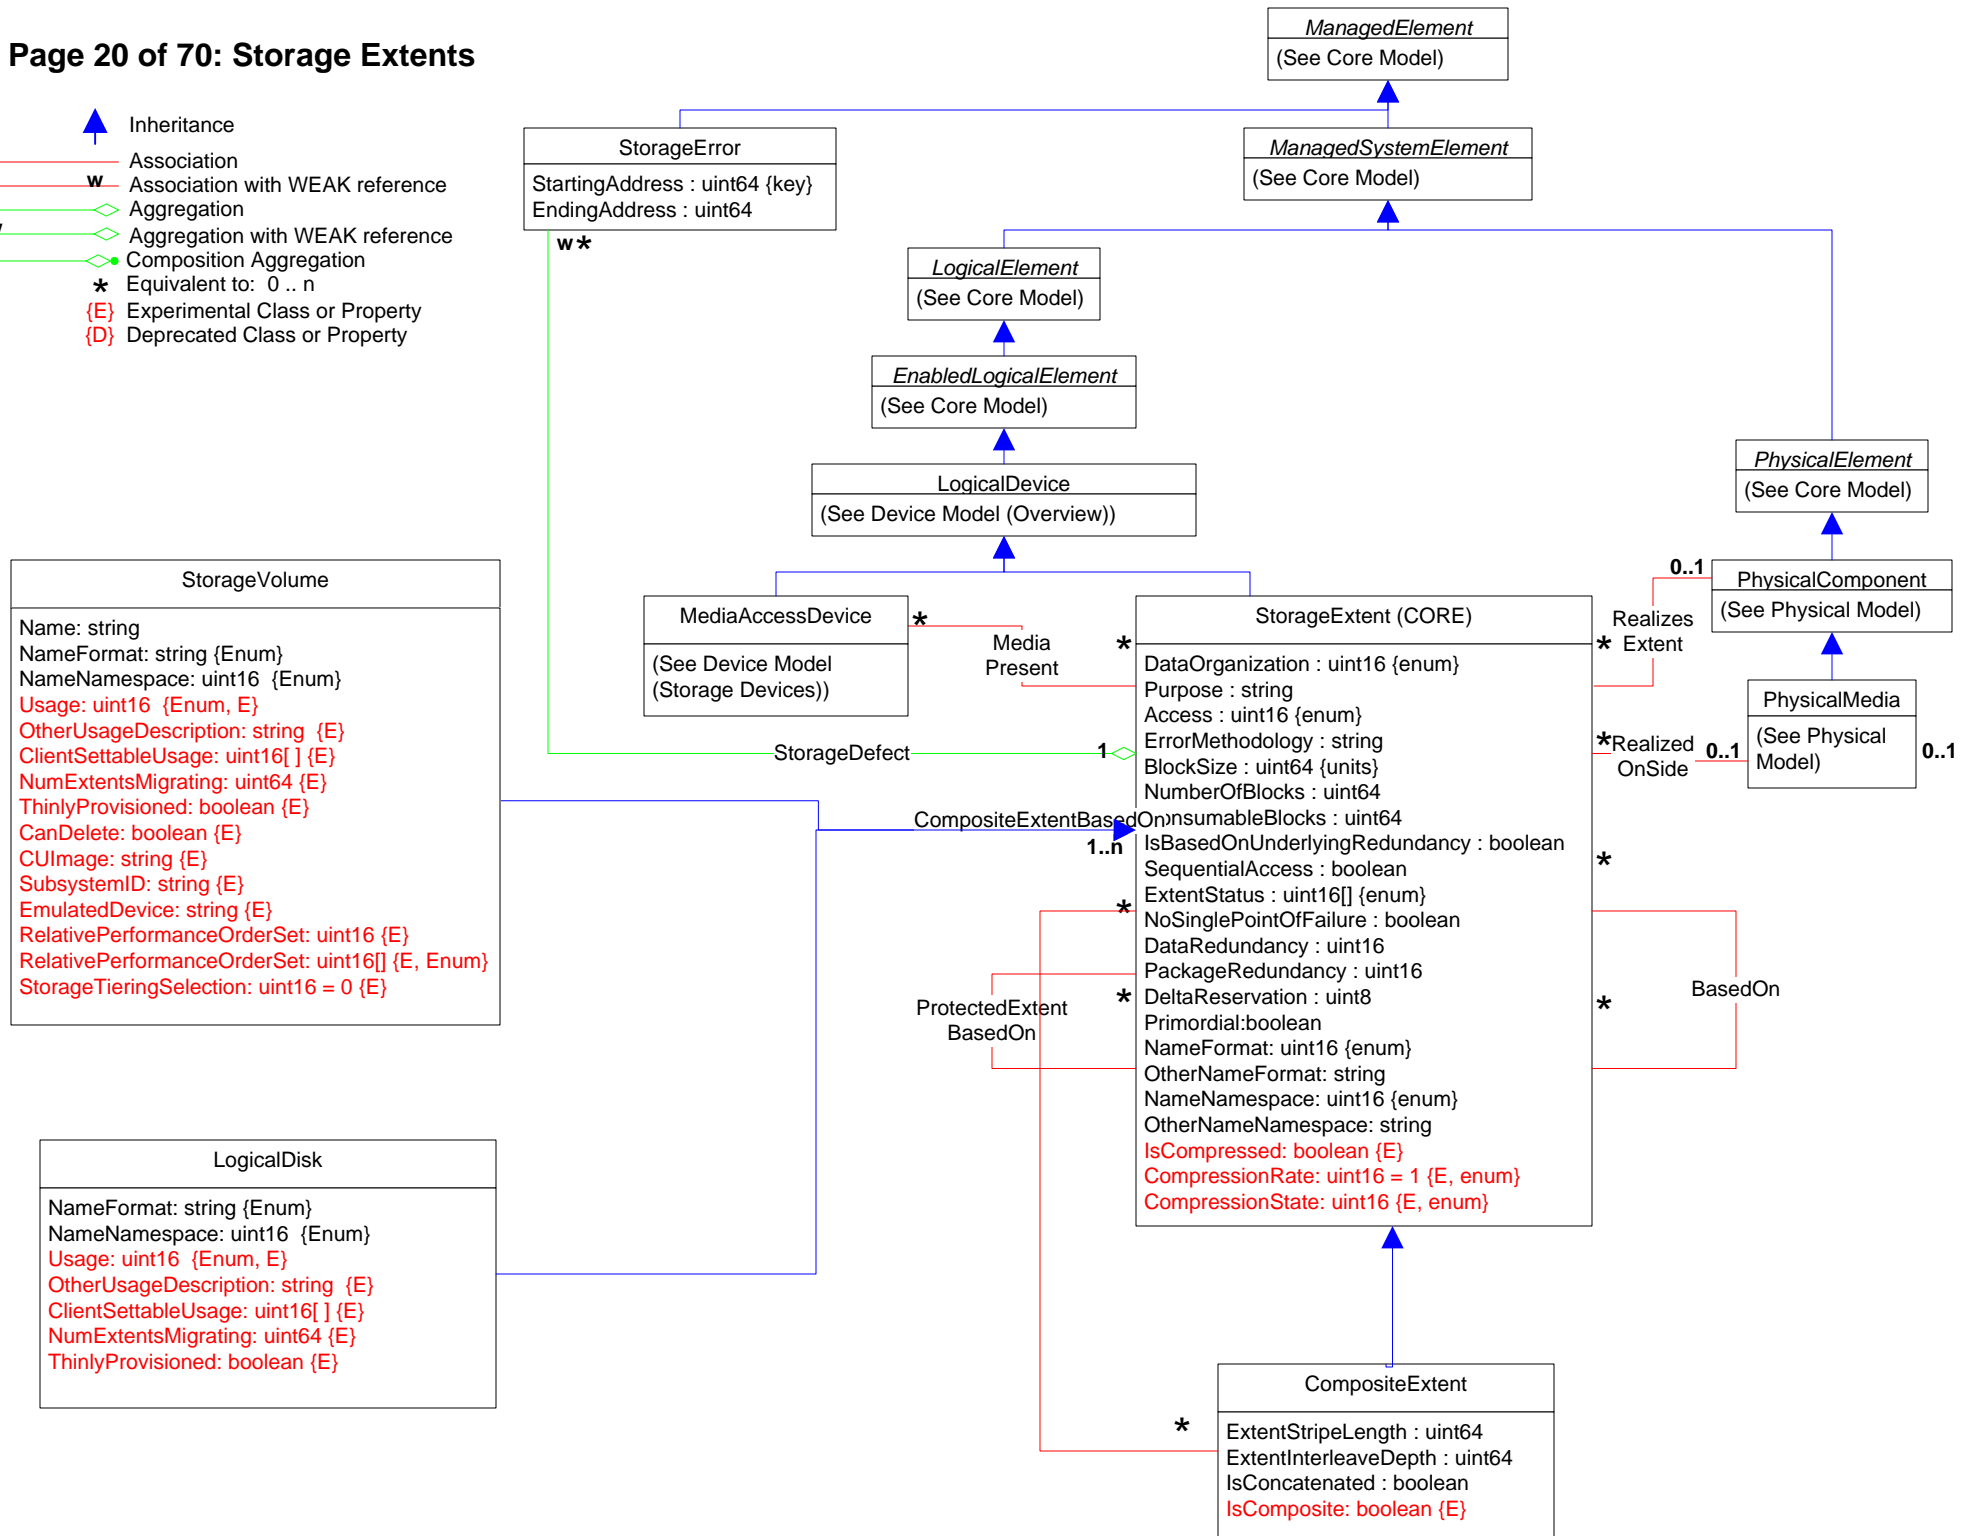 Page 20 of 70: Storage Extents
Inheritance
Association
w
Association with WEAK reference
Aggregation
Aggregation with WEAK reference
Composition Aggregation
* Equivalent to: 0 .. n
{E} Experimental Class or Property
{D} Deprecated Class or Property
ManagedElement
(See Core Model)
StorageError
StartingAddress : uint64 {key}
EndingAddress : uint64
w*
ManagedSystemElement
(See Core Model)
LogicalElement
(See Core Model)
EnabledLogicalElement
(See Core Model)
LogicalDevice
(See Device Model (Overview))
PhysicalElement
(See Core Model)
0..1
PhysicalComponent
(See Physical Model)
Realizes
Extent
*
PhysicalMedia
(See Physical
Model)
0..1
*
Realized
OnSide
0..1
MediaAccessDevice
(See Device Model
(Storage Devices))
*
Media
Present
*
StorageDefect
1
CompositeExtentBasedOn
1..n
StorageExtent (CORE)
DataOrganization : uint16 {enum}
Purpose : string
Access : uint16 {enum}
ErrorMethodology : string
BlockSize : uint64 {units}
NumberOfBlocks : uint64
onsumableBlocks : uint64
IsBasedOnUnderlyingRedundancy : boolean
SequentialAccess : boolean
ExtentStatus : uint16[] {enum}
NoSinglePointOfFailure : boolean
DataRedundancy : uint16
PackageRedundancy : uint16
DeltaReservation : uint8
Primordial:boolean
NameFormat: uint16 {enum}
OtherNameFormat: string
NameNamespace: uint16 {enum}
OtherNameNamespace: string
IsCompressed: boolean {E}
CompressionRate: uint16 = 1 {E, enum}
CompressionState: uint16 {E, enum}
*
*
BasedOn
*
*
ProtectedExtent
BasedOn
StorageVolume
Name: string
NameFormat: string {Enum}
NameNamespace: uint16 {Enum}
Usage: uint16 {Enum, E}
OtherUsageDescription: string {E}
ClientSettableUsage: uint16[ ] {E}
NumExtentsMigrating: uint64 {E}
ThinlyProvisioned: boolean {E}
CanDelete: boolean {E}
CUImage: string {E}
SubsystemID: string {E}
EmulatedDevice: string {E}
RelativePerformanceOrderSet: uint16 {E}
RelativePerformanceOrderSet: uint16[] {E, Enum}
StorageTieringSelection: uint16 = 0 {E}
LogicalDisk
NameFormat: string {Enum}
NameNamespace: uint16 {Enum}
Usage: uint16 {Enum, E}
OtherUsageDescription: string {E}
ClientSettableUsage: uint16[ ] {E}
NumExtentsMigrating: uint64 {E}
ThinlyProvisioned: boolean {E}
*
CompositeExtent
ExtentStripeLength : uint64
ExtentInterleaveDepth : uint64
IsConcatenated : boolean
IsComposite: boolean {E}